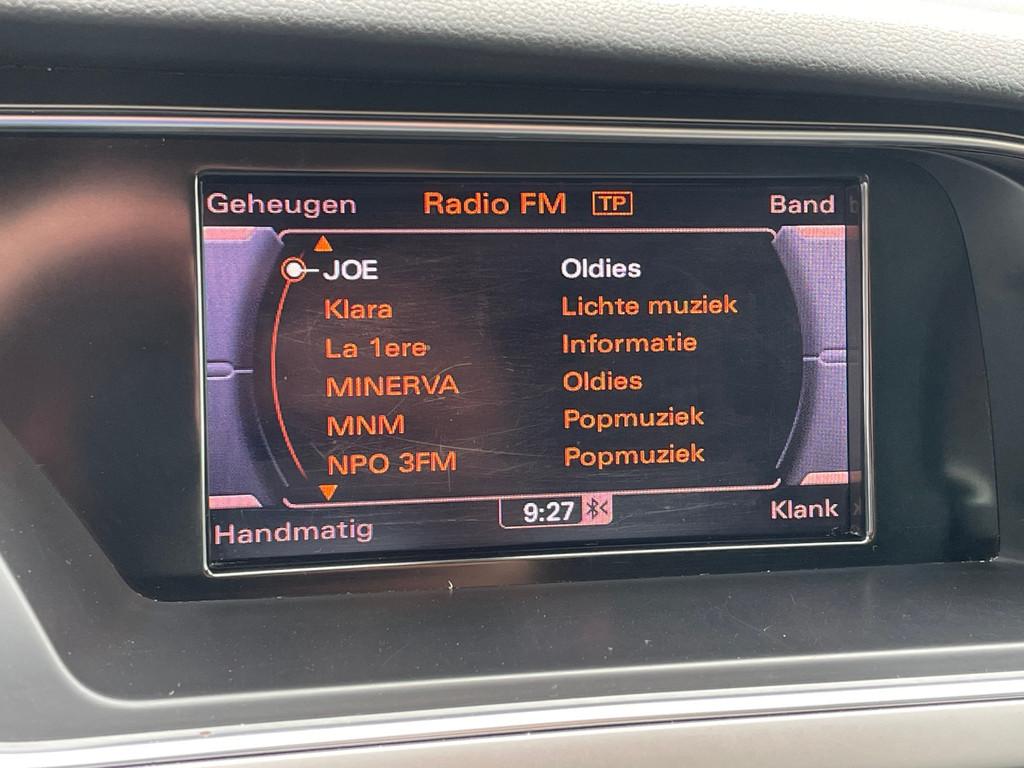 Geheugen Radio FM TP Band
JOE Oldies
Klara Lichte muziek
La 1ere Informatie
MINERVA Oldies
MNM Popmuziek
NPO 3FM Popmuziek
Handmatig 9:27 Klank